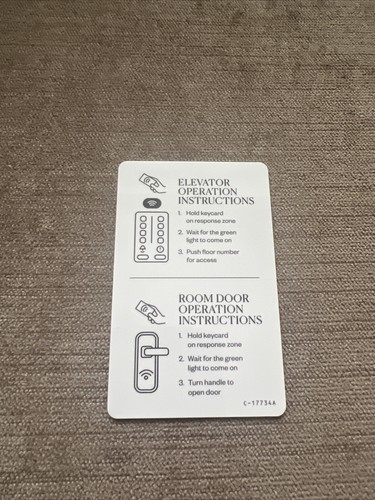 ELEVATOR
OPERATION
INSTRUCTIONS
1. Hold keycard
on response zone
2. Wait for the green
light to come on
3. Push floor number
for access
ROOM DOOR
OPERATION
INSTRUCTIONS
1. Hold keycard
on response zone
2. Wait for the green
light to come on
3. Turn handle to
open door
C-17734A